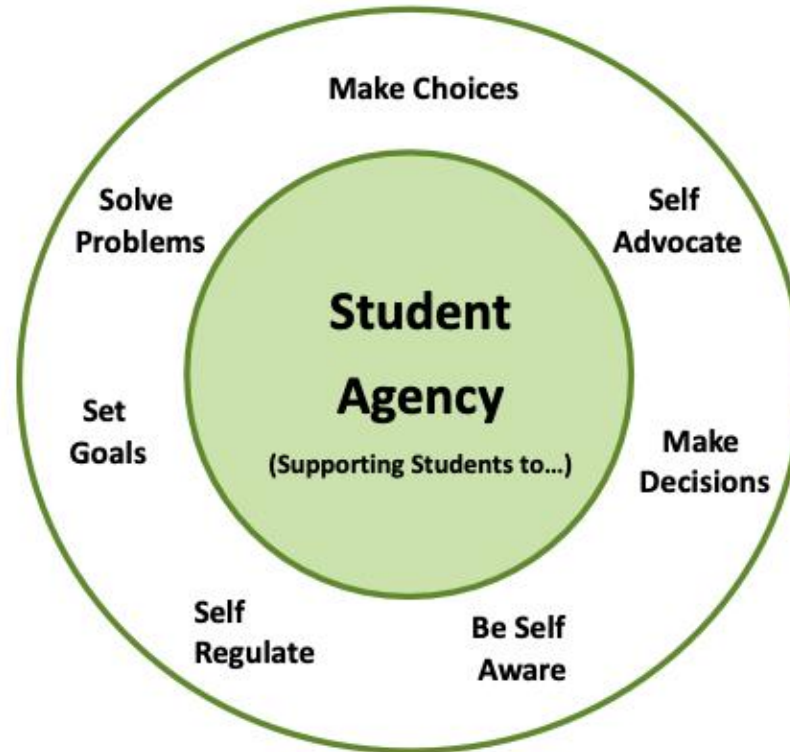 Make Choices
Self
Advocate
Make
Decisions
Be Self
Aware
Self
Regulate
Set
Goals
Solve
Problems
Student
Agency
(Supporting Students to…)